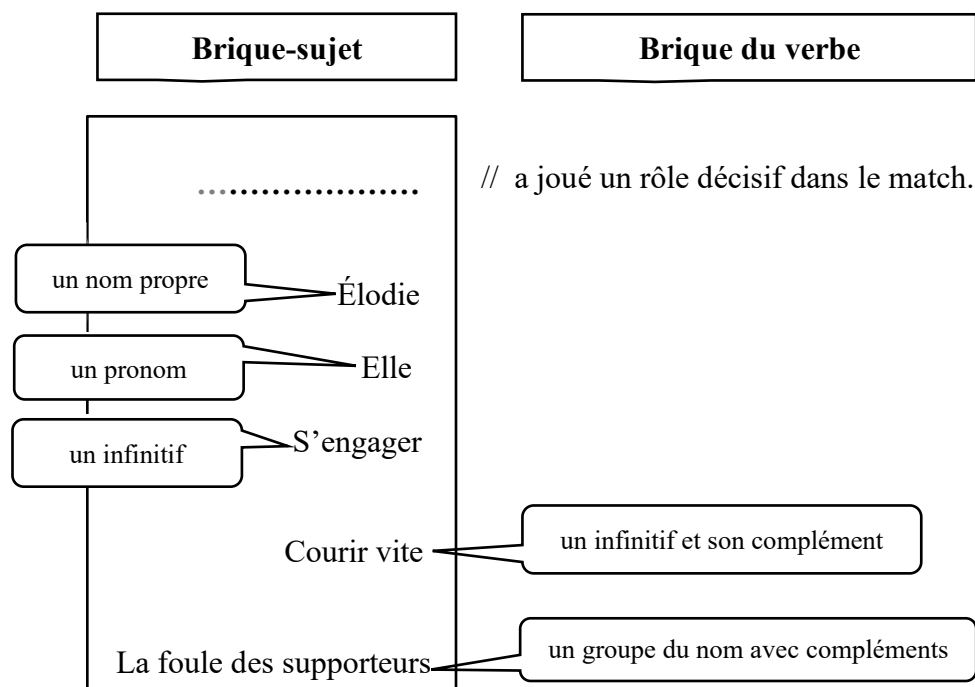 Brique-sujet
Brique du verbe
................... // a joué un rôle décisif dans le match.
un nom propre
Élodie
un pronom
Elle
un infinitif
S’engager
Courir vite
un infinitif et son complément
La foule des supporteurs
un groupe du nom avec compléments